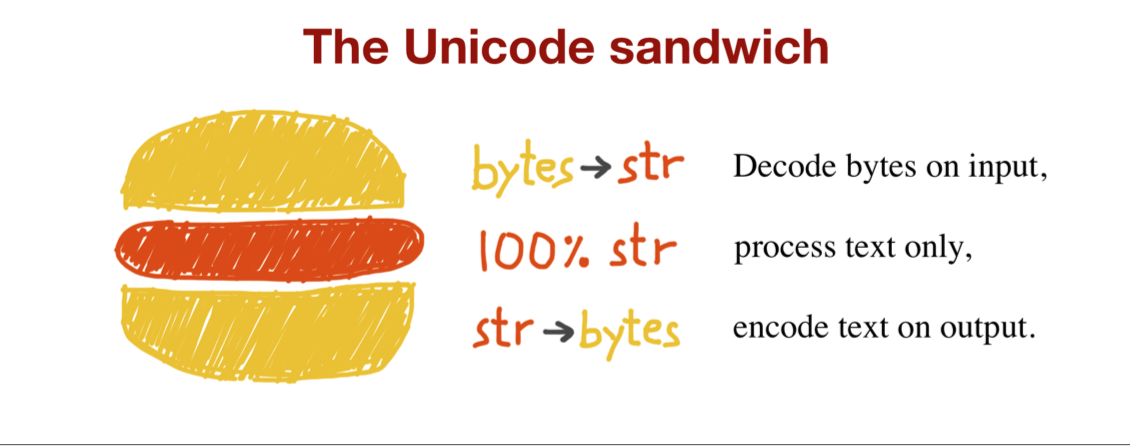 The Unicode sandwich
bytes → str Decode bytes on input,
100% str process text only,
str → bytes encode text on output.